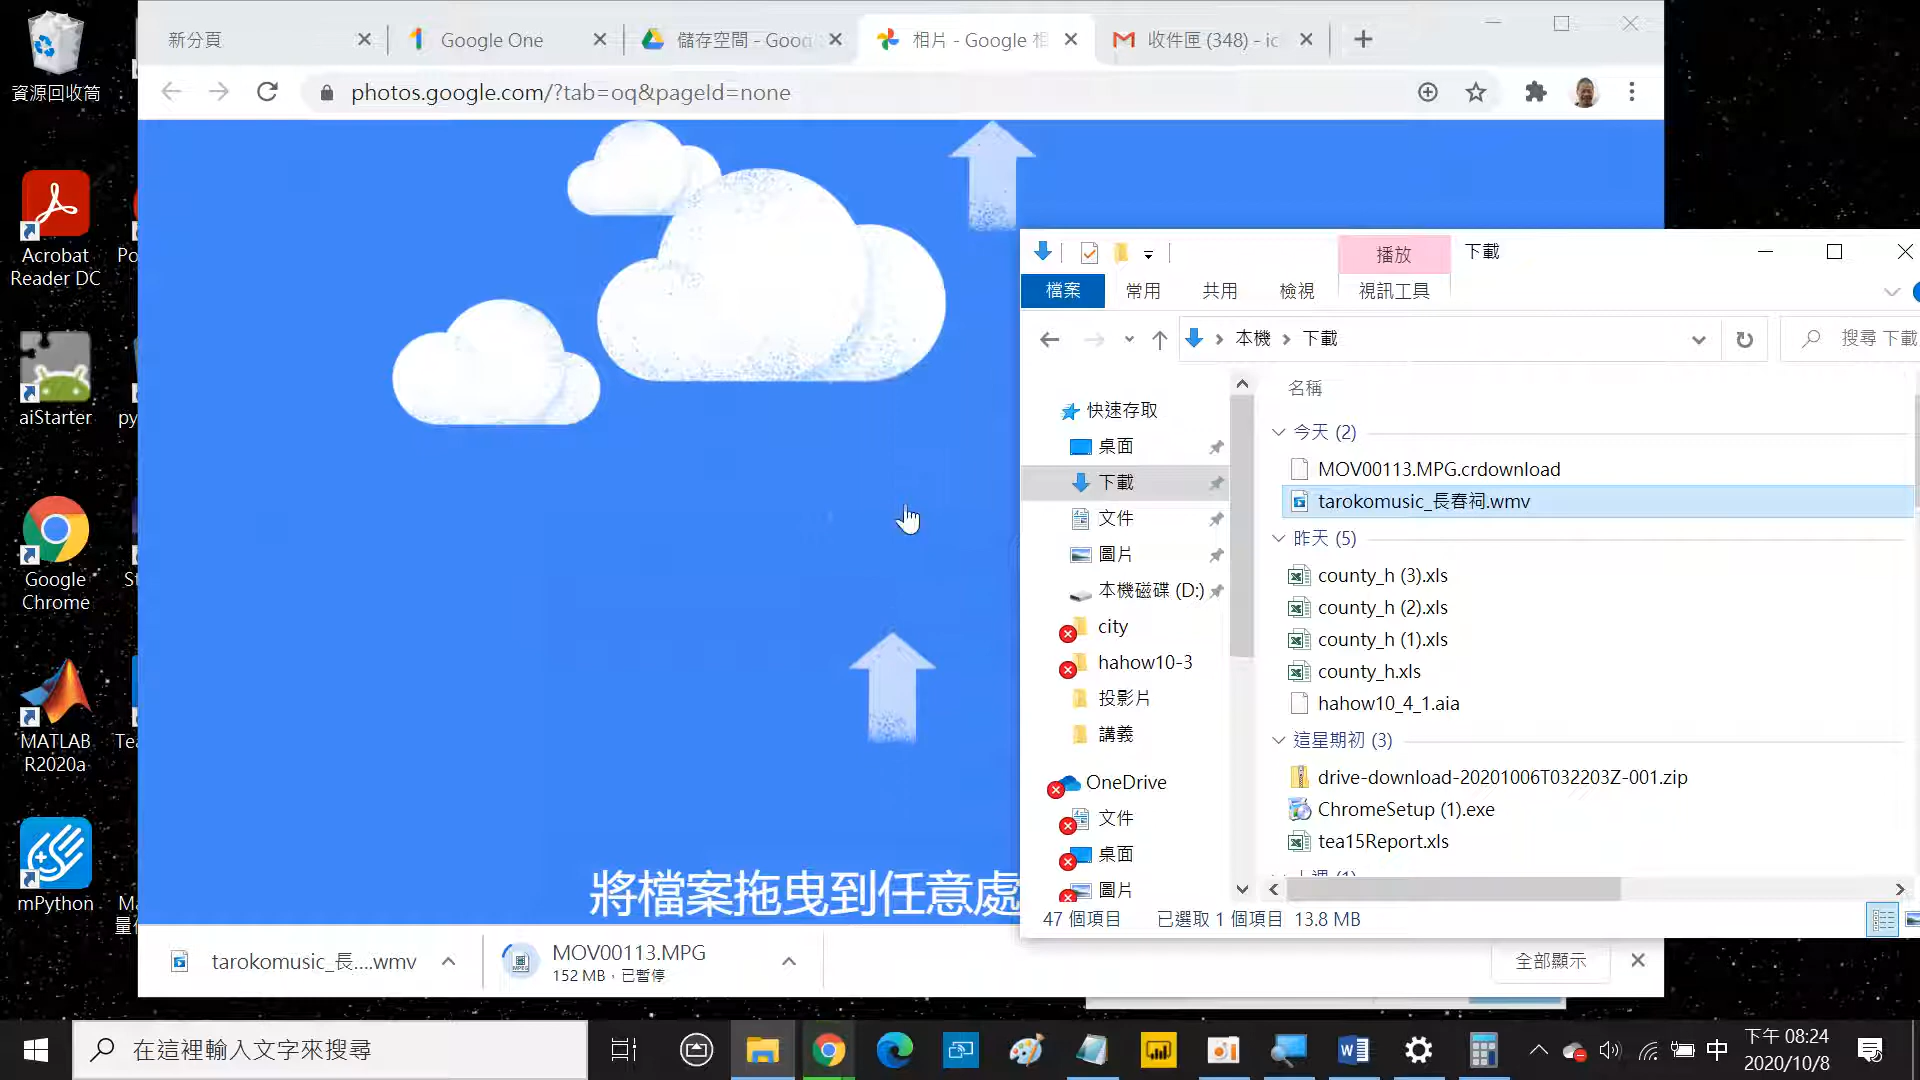 資源回收筒
Acrobat
Reader DC
aiStarter
Google
Chrome
MATLAB
R2020a
mPython
新分頁
Google One
儲存空間 - Goog
相片 - Google 相
收件匣 (348) - ic
photos.google.com/?tab=oq&pageId=none
將檔案拖曳到任意處
播放
下載
檔案
常用
共用
檢視
視訊工具
本機
下載
搜尋 下載
名稱
快速存取
桌面
下載
文件
圖片
本機磁碟 (D:)
city
hahow10-3
投影片
講義
OneDrive
文件
桌面
圖片
今天 (2)
MOV00113.MPG.crdownload
tarokomusic_長春祠.wmv
昨天 (5)
county_h (3).xls
county_h (2).xls
county_h (1).xls
county_h.xls
hahow10_4_1.aia
這星期初 (3)
drive-download-20201006T032203Z-001.zip
ChromeSetup (1).exe
tea15Report.xls
47 個項目
已選取 1 個項目 13.8 MB
tarokomusic_長....wmv
MOV00113.MPG
152 MB，已暫停
全部顯示
在這裡輸入文字來搜尋
中
下午 08:24
2020/10/8